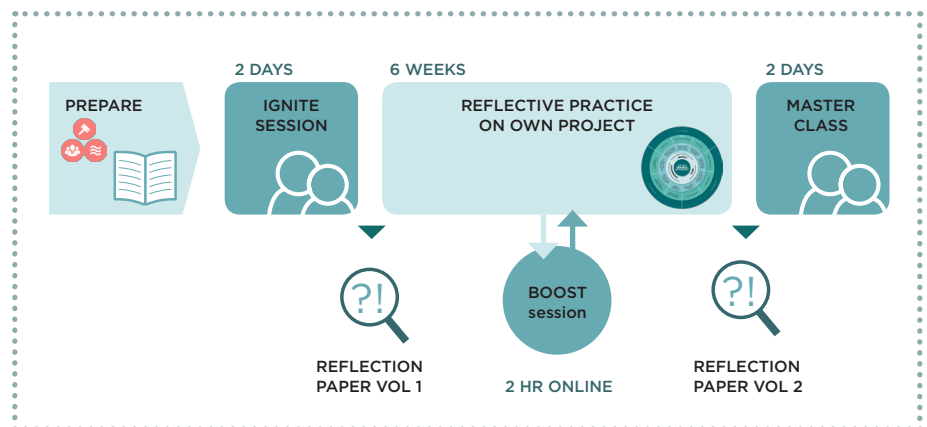 2 DAYS
6 WEEKS
2 DAYS
PREPARE
IGNITE
SESSION
REFLECTIVE PRACTICE
ON OWN PROJECT
MASTER
CLASS
?!
BOOST
session
?!
REFLECTION
PAPER VOL 1
2 HR ONLINE
REFLECTION
PAPER VOL 2